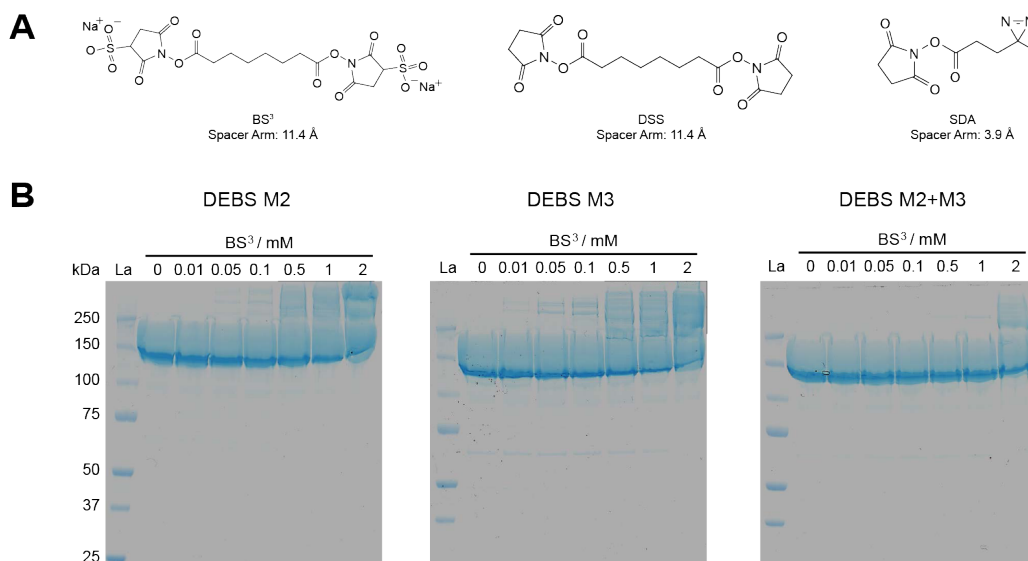 A
Na+ O− O S O O N O O O O O N O O S O O− Na+
O N O O O O O N O O
O N O O O N=N
BS³
Spacer Arm: 11.4 Å
DSS
Spacer Arm: 11.4 Å
SDA
Spacer Arm: 3.9 Å
B
DEBS M2
BS³ / mM
kDa La 0 0.01 0.05 0.1 0.5 1 2
250
150
100
75
50
37
25
DEBS M3
BS³ / mM
La 0 0.01 0.05 0.1 0.5 1 2
DEBS M2+M3
BS³ / mM
La 0 0.01 0.05 0.1 0.5 1 2